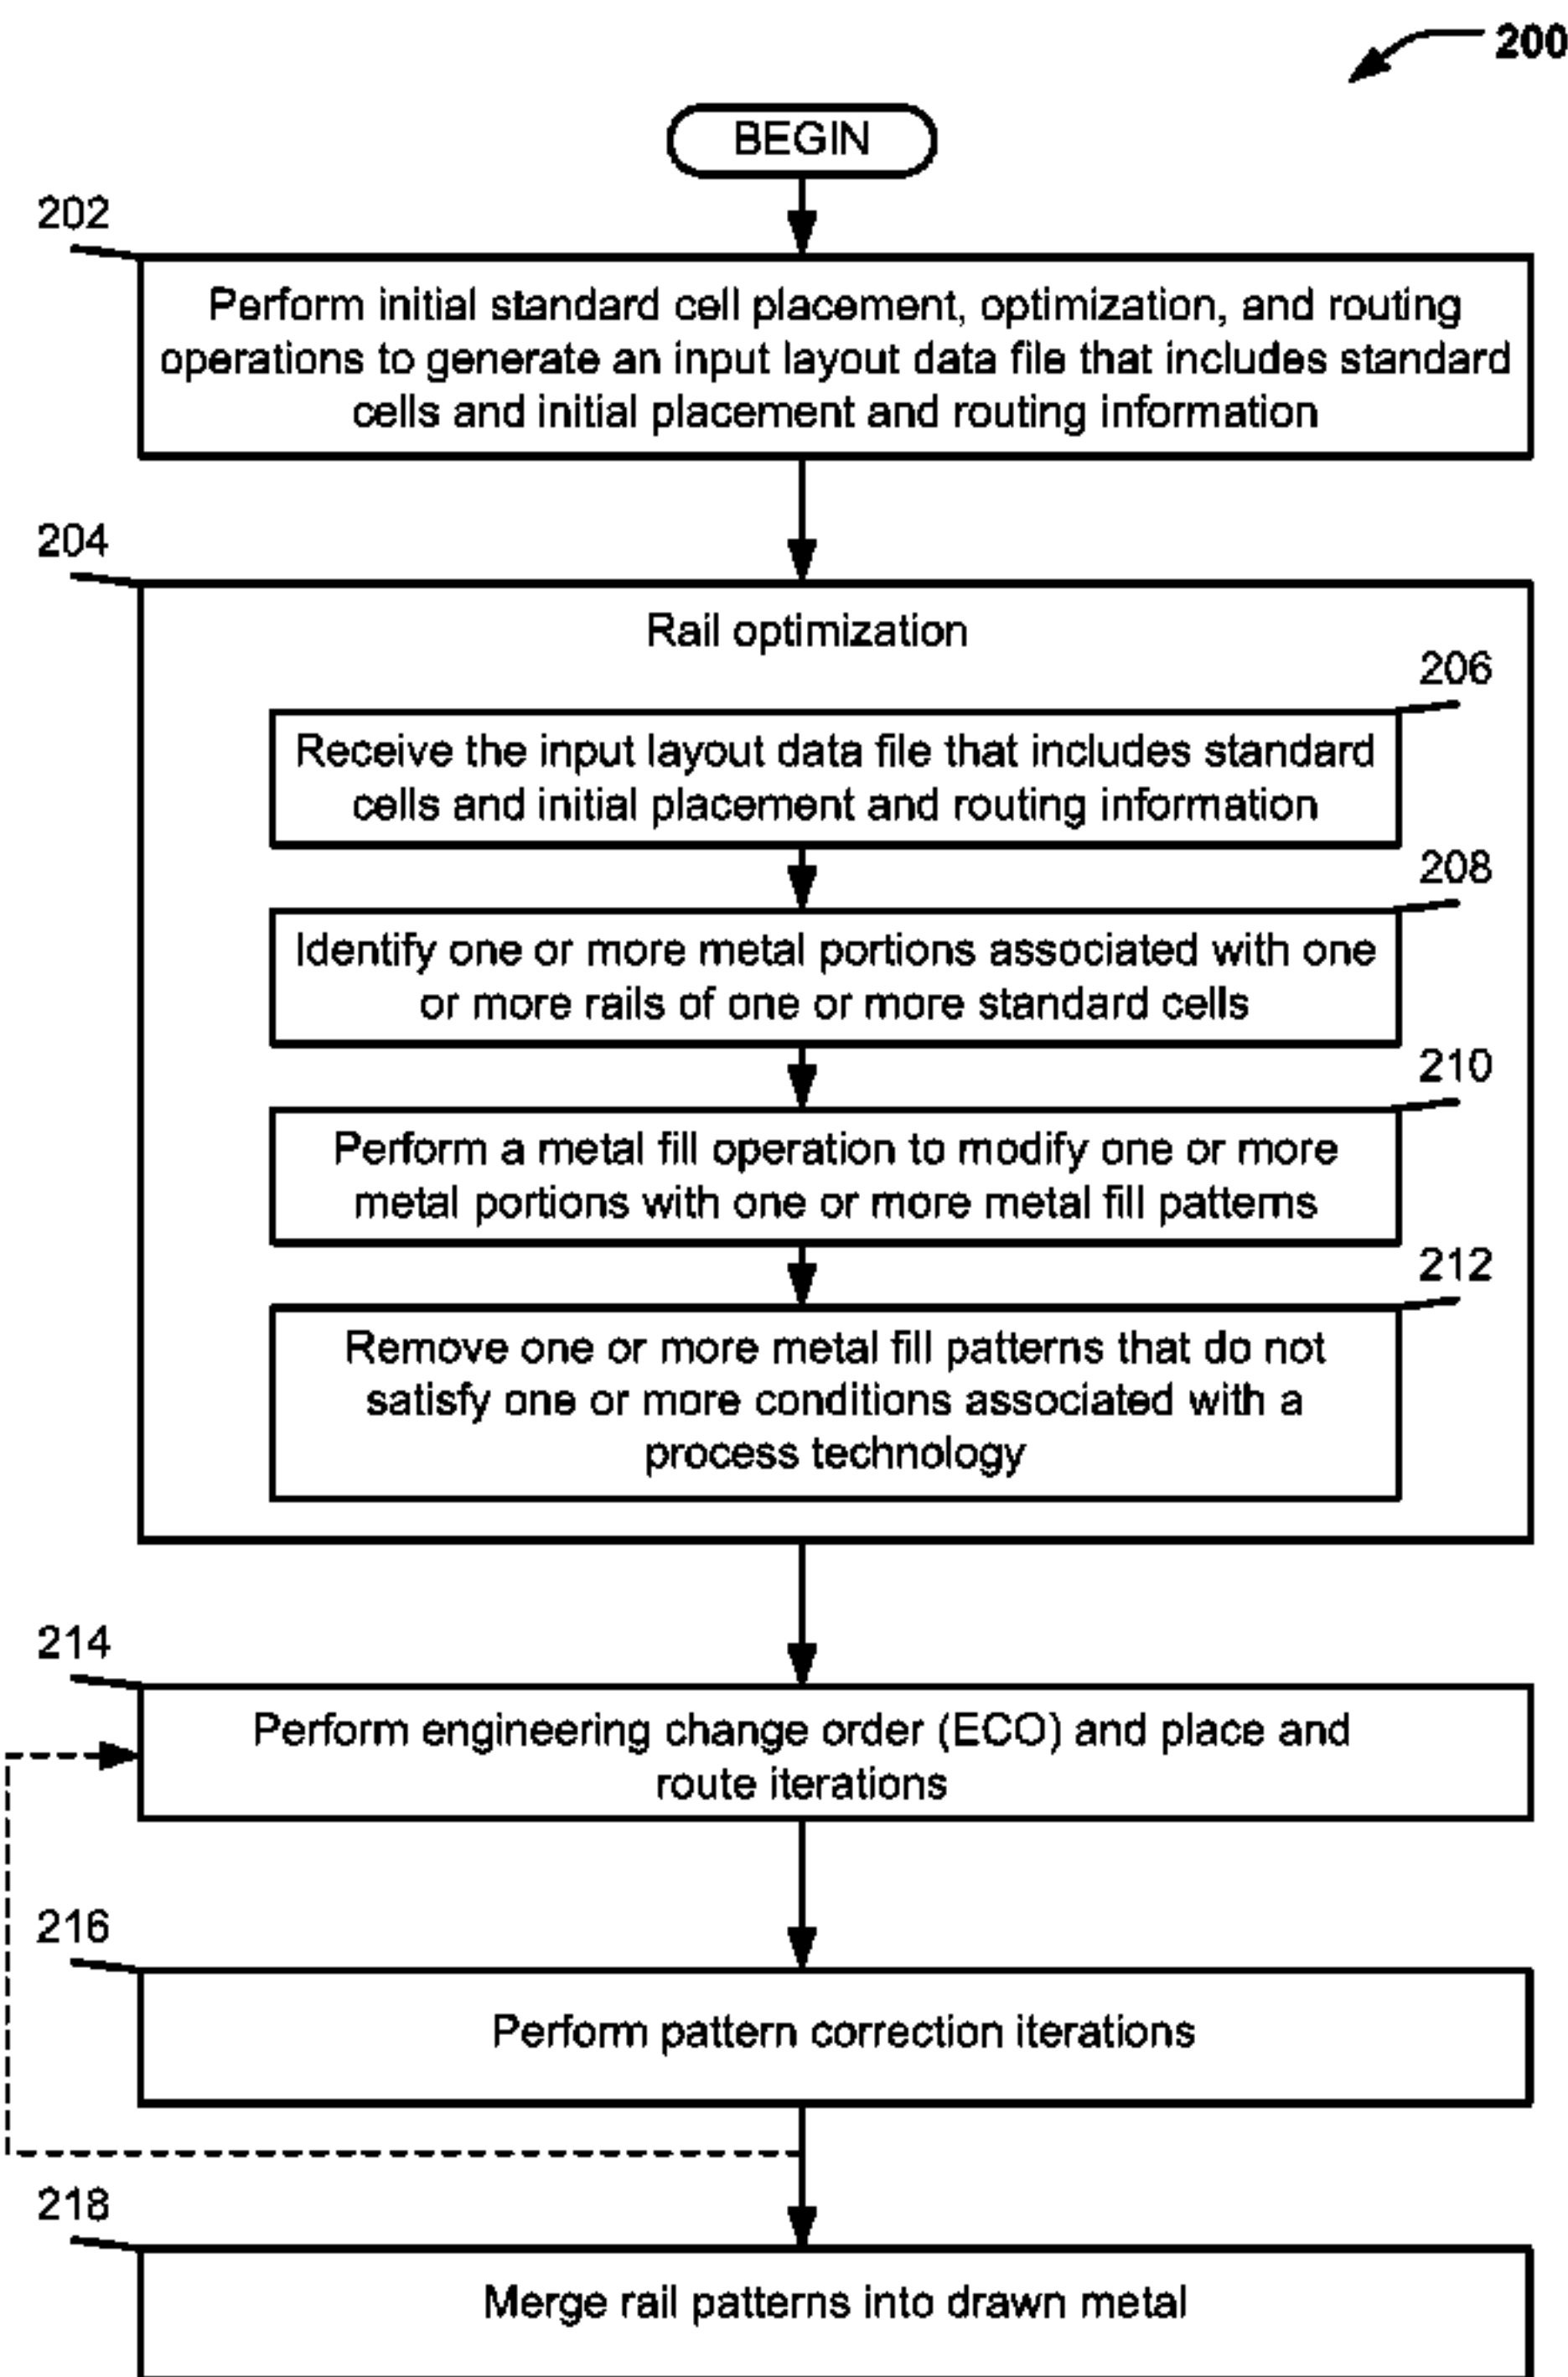 200
BEGIN
202
Perform initial standard cell placement, optimization, and routing
operations to generate an input layout data file that includes standard
cells and initial placement and routing information
204
Rail optimization
206
Receive the input layout data file that includes standard
cells and initial placement and routing information
208
Identify one or more metal portions associated with one
or more rails of one or more standard cells
210
Perform a metal fill operation to modify one or more
metal portions with one or more metal fill patterns
212
Remove one or more metal fill patterns that do not
satisfy one or more conditions associated with a
process technology
214
Perform engineering change order (ECO) and place and
route iterations
216
Perform pattern correction iterations
218
Merge rail patterns into drawn metal